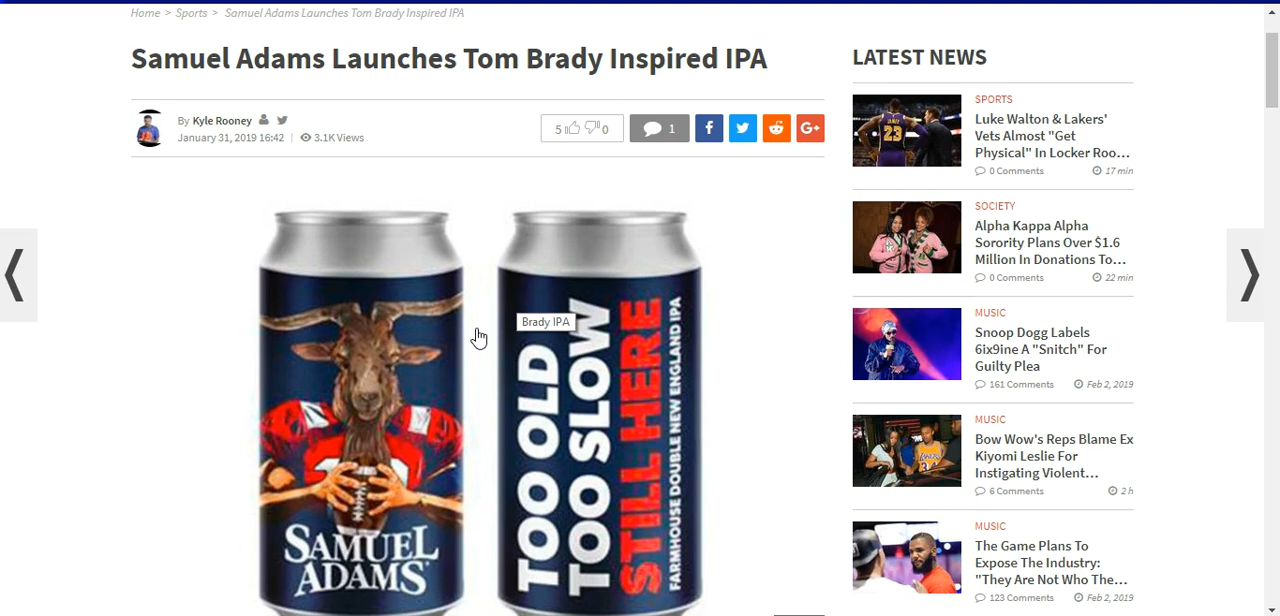 Home > Sports > Samuel Adams Launches Tom Brady Inspired IPA
Samuel Adams Launches Tom Brady Inspired IPA
By Kyle Rooney
January 31, 2019 16:42 | 3.1K Views
5 0
1
f
G+
Brady IPA
SAMUEL
ADAMS
TOO OLD
TOO SLOW
STILL HERE
FARMHOUSE DOUBLE NEW ENGLAND IPA
LATEST NEWS
SPORTS
Luke Walton & Lakers'
Vets Almost "Get
Physical" In Locker Roo...
0 Comments 17 min
SOCIETY
Alpha Kappa Alpha
Sorority Plans Over $1.6
Million In Donations To...
0 Comments 22 min
MUSIC
Snoop Dogg Labels
6ix9ine A "Snitch" For
Guilty Plea
161 Comments Feb 2, 2019
MUSIC
Bow Wow's Reps Blame Ex
Kiyomi Leslie For
Instigating Violent...
6 Comments 2 h
MUSIC
The Game Plans To
Expose The Industry:
"They Are Not Who The...
123 Comments Feb 2, 2019
23